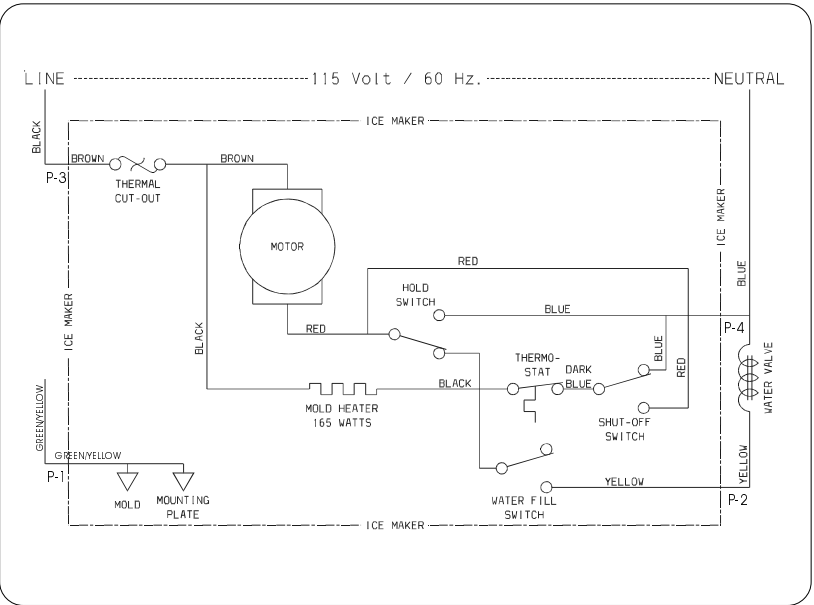 LINE 115 Volt / 60 Hz. NEUTRAL
ICE MAKER
BLACK
BROWN
BROWN
P-3
THERMAL
CUT-OUT
MOTOR
ICE MAKER
RED
HOLD
SWITCH
BLUE
BLUE
P-4
RED
ICE MAKER
BLACK
THERMO-
STAT
DARK
BLUE
BLUE
RED
WATER VALVE
BLACK
MOLD HEATER
165 WATTS
SHUT-OFF
SWITCH
GREEN/YELLOW
GREEN/YELLOW
P-1
MOLD
MOUNTING
PLATE
YELLOW
YELLOW
WATER FILL
SWITCH
P-2
ICE MAKER